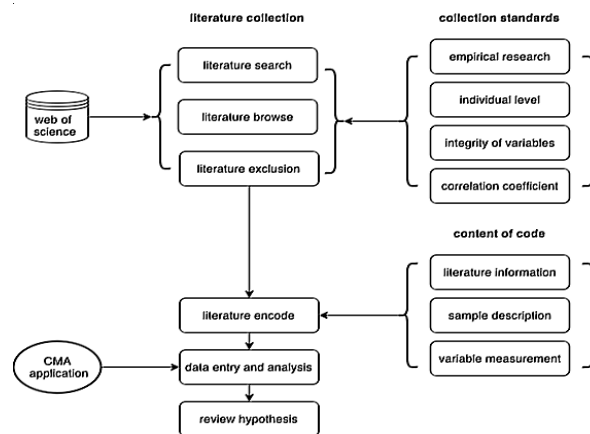 literature collection
collection standards
literature search
literature browse
literature exclusion
web of
science
empirical research
individual level
integrity of variables
correlation coefficient
content of code
literature information
sample description
variable measurement
literature encode
CMA
application
data entry and analysis
review hypothesis